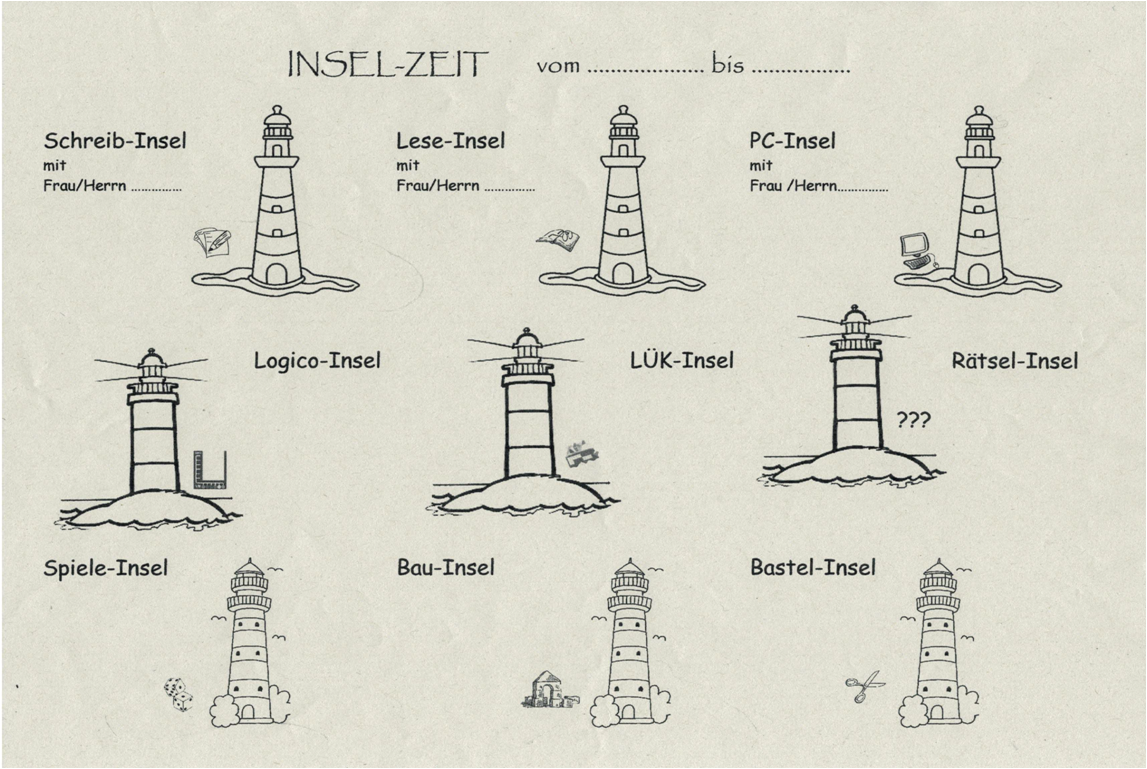 INSEL-ZEIT vom .................... bis .................
Schreib-Insel
mit
Frau/Herrn ...............
Lese-Insel
mit
Frau/Herrn ...............
PC-Insel
mit
Frau /Herrn...............
Logico-Insel
LÜK-Insel
Rätsel-Insel
???
Spiele-Insel
Bau-Insel
Bastel-Insel